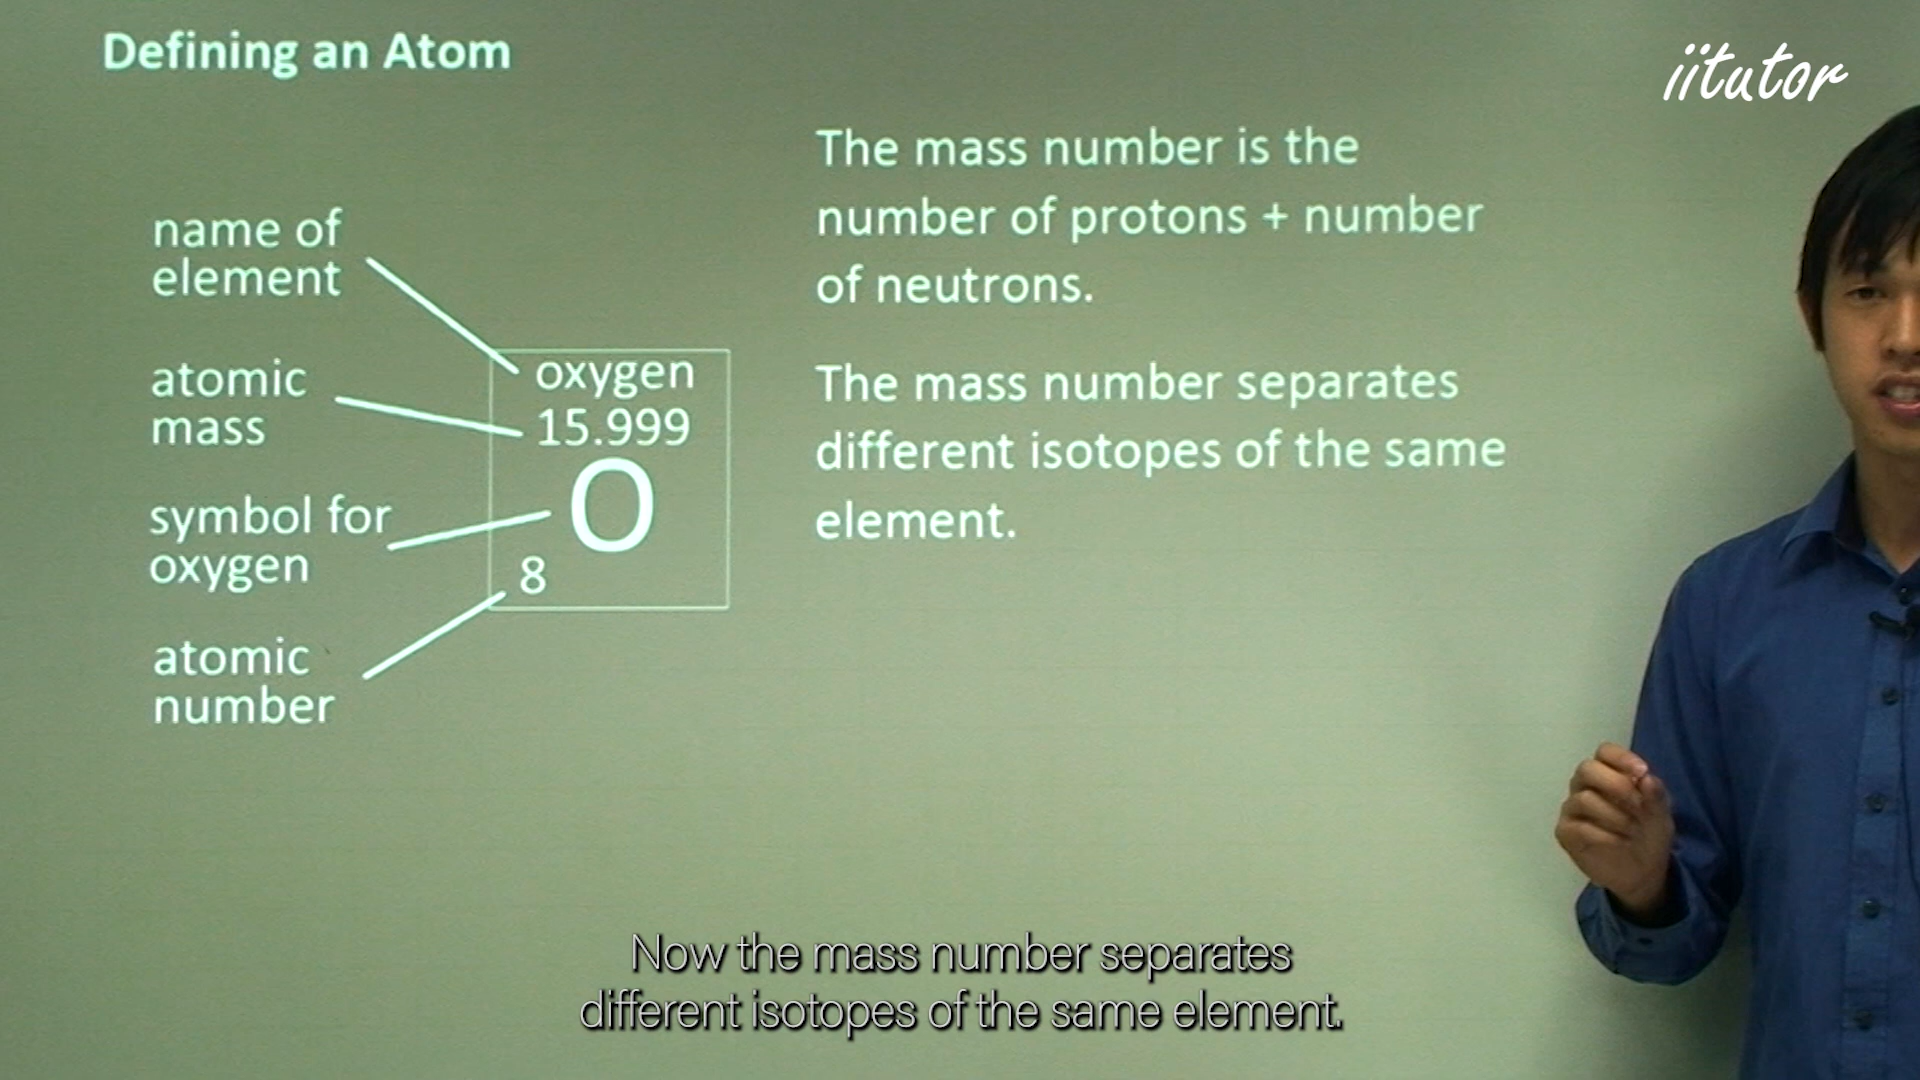 Defining an Atom
iitutor
name of
element
atomic
mass
symbol for
oxygen
atomic
number
oxygen
15.999
O
8
The mass number is the
number of protons + number
of neutrons.
The mass number separates
different isotopes of the same
element.
Now the mass number separates
different isotopes of the same element.